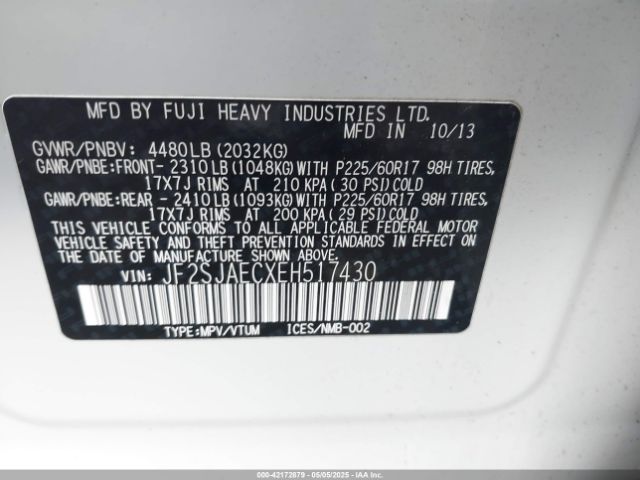 MFD BY FUJI HEAVY INDUSTRIES LTD.
MFD IN 10/13
GVWR/PNBV: 4480LB (2032KG)
GAWR/PNBE:FRONT- 2310LB (1048KG)WITH P225/60R17 98H TIRES,
17X7J RIMS AT 210 KPA (30 PSI)COLD
GAWR/PNBE:REAR - 2410LB (1093KG)WITH P225/60R17 98H TIRES,
17X7J RIMS AT 200 KPA (29 PSI)COLD
THIS VEHICLE CONFORMS TO ALL APPLICABLE FEDERAL MOTOR
VEHICLE SAFETY AND THEFT PREVENTION STANDARDS IN EFFECT ON
THE DATE OF MANUFACTURE SHOWN ABOVE.
VIN: JF2SJAECXEH517430
TYPE:MPV/VTUM ICES/NMB-002
000-42172679 - 05/05/2025 - IAAI.com